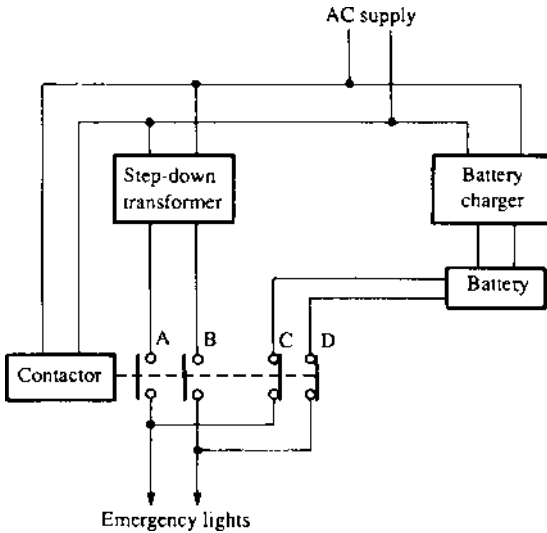 AC supply
Step-down
transformer
Battery
charger
Battery
A
B
C
D
Contactor
Emergency lights